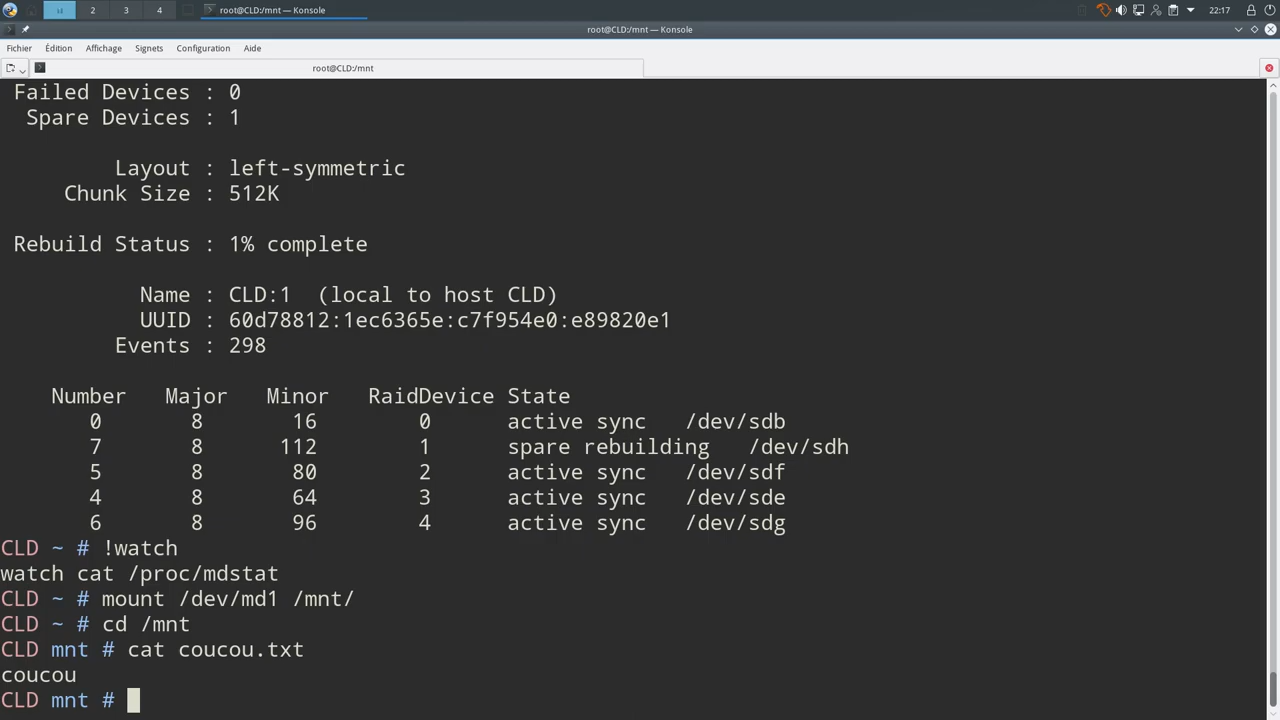 2 3 4 root@CLD:/mnt — Konsole 22:17
root@CLD:/mnt — Konsole
Fichier Édition Affichage Signets Configuration Aide
root@CLD:/mnt
Failed Devices : 0
Spare Devices : 1
Layout : left-symmetric
Chunk Size : 512K
Rebuild Status : 1% complete
Name : CLD:1 (local to host CLD)
UUID : 60d78812:1ec6365e:c7f954e0:e89820e1
Events : 298
Number Major Minor RaidDevice State
0 8 16 0 active sync /dev/sdb
7 8 112 1 spare rebuilding /dev/sdh
5 8 80 2 active sync /dev/sdf
4 8 64 3 active sync /dev/sde
6 8 96 4 active sync /dev/sdg
CLD ~ # !watch
watch cat /proc/mdstat
CLD ~ # mount /dev/md1 /mnt/
CLD ~ # cd /mnt
CLD mnt # cat coucou.txt
coucou
CLD mnt #